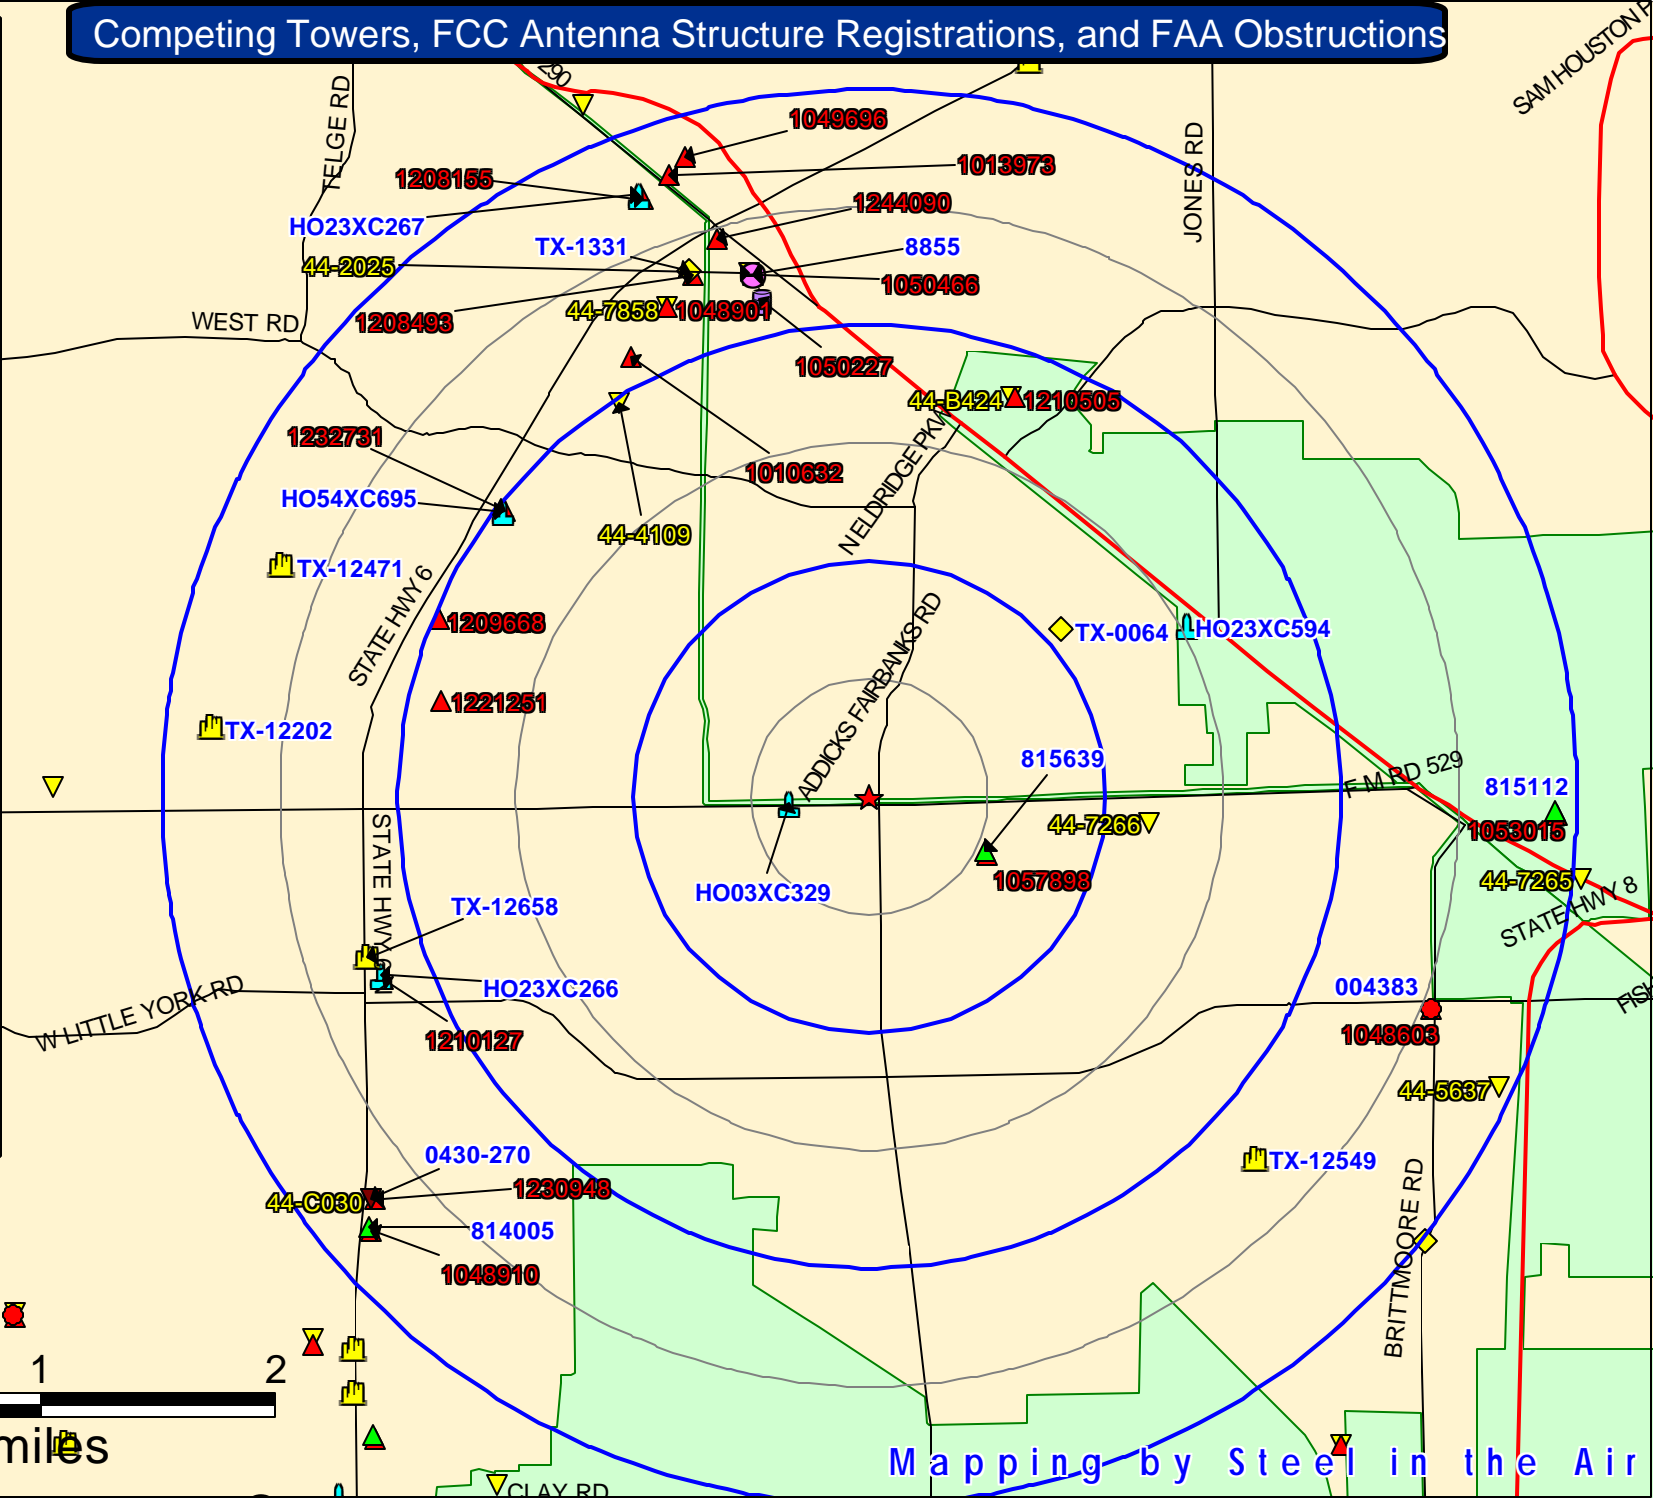 Competing Towers, FCC Antenna Structure Registrations, and FAA Obstructions
290
SAM HOUSTON
TELGE RD
1049696
JONES RD
1013973
1208155
1244090
HO23XC267
TX-1331
8855
44-2025
1050466
44-7858
1048901
WEST RD
1208493
1050227
44-B424
1210505
1232731
N ELDRIDGE PKW
1010632
HO54XC695
44-4109
TX-12471
STATE HWY 6
1209668
ADDICKS FAIRBANKS RD
TX-0064
HO23XC594
1221251
TX-12202
815639
F M RD 529
815112
44-7266
1053015
STATE HWY
HO03XC329
1057898
44-7265
STATE HWY 8
TX-12658
HO23XC266
004383
W LITTLE YORK RD
1210127
1048603
44-5637
0430-270
TX-12549
44-C030
1230948
814005
BRITTMOORE RD
1048910
1 2
miles
Mapping by Steel in the Air
CLAY RD